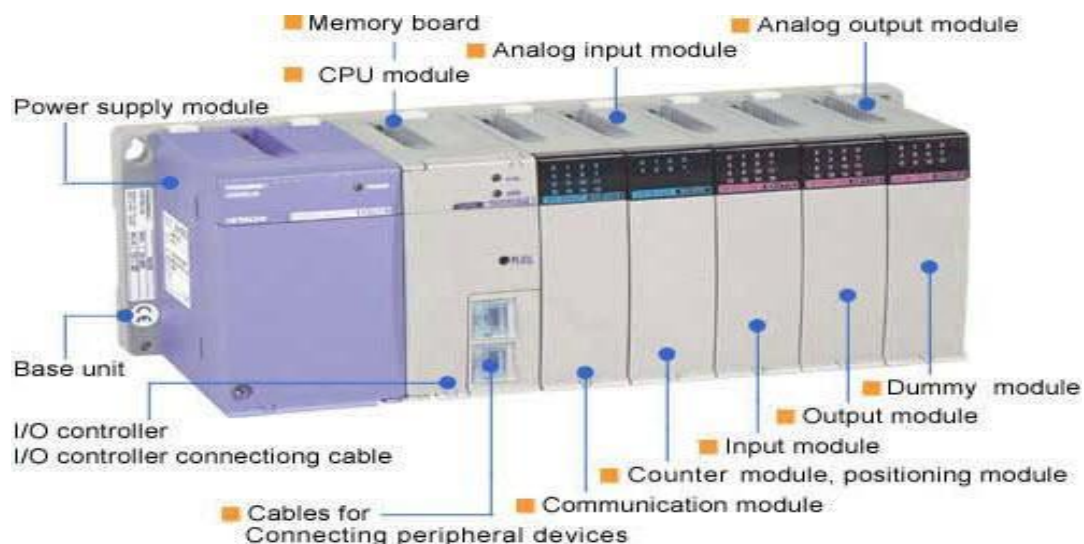 Memory board
Analog output module
Analog input module
CPU module
Power supply module
HITACHI
CE
Base unit
I/O controller
I/O controller connectiong cable
Dummy module
Output module
Input module
Counter module, positioning module
Communication module
Cables for
Connecting peripheral devices